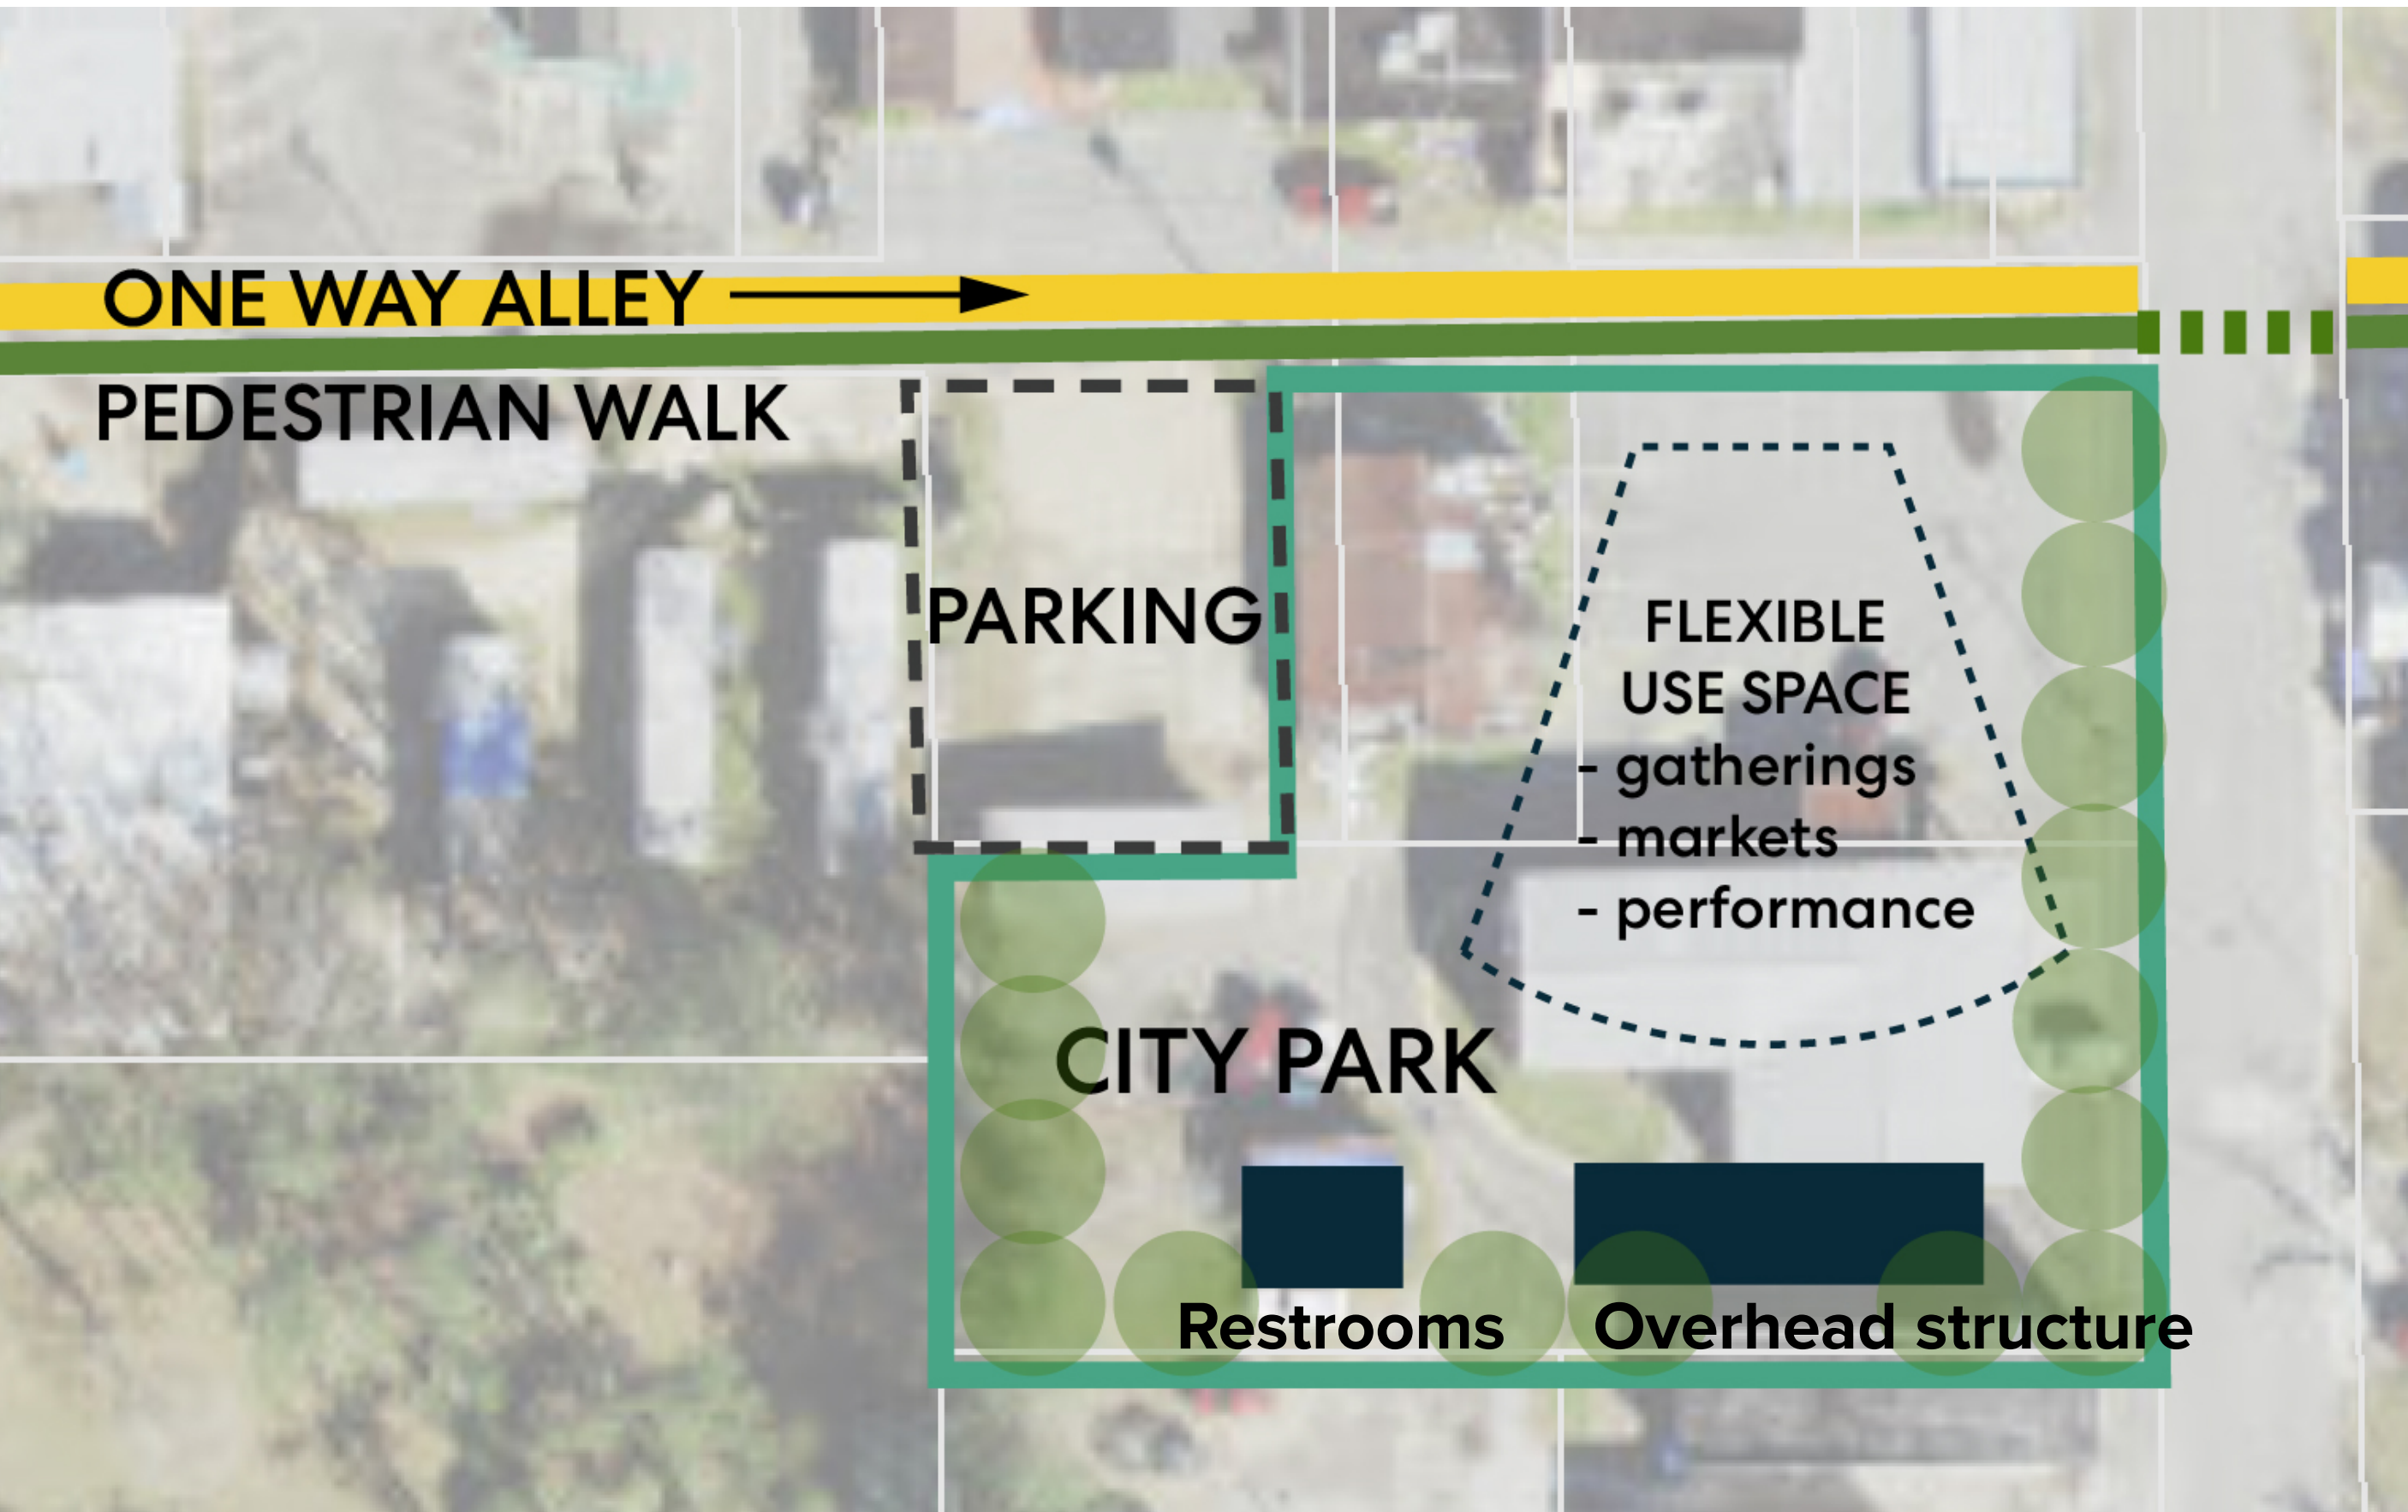 ONE WAY ALLEY
PEDESTRIAN WALK
PARKING
FLEXIBLE
USE SPACE
- gatherings
- markets
- performance
CITY PARK
Restrooms
Overhead structure